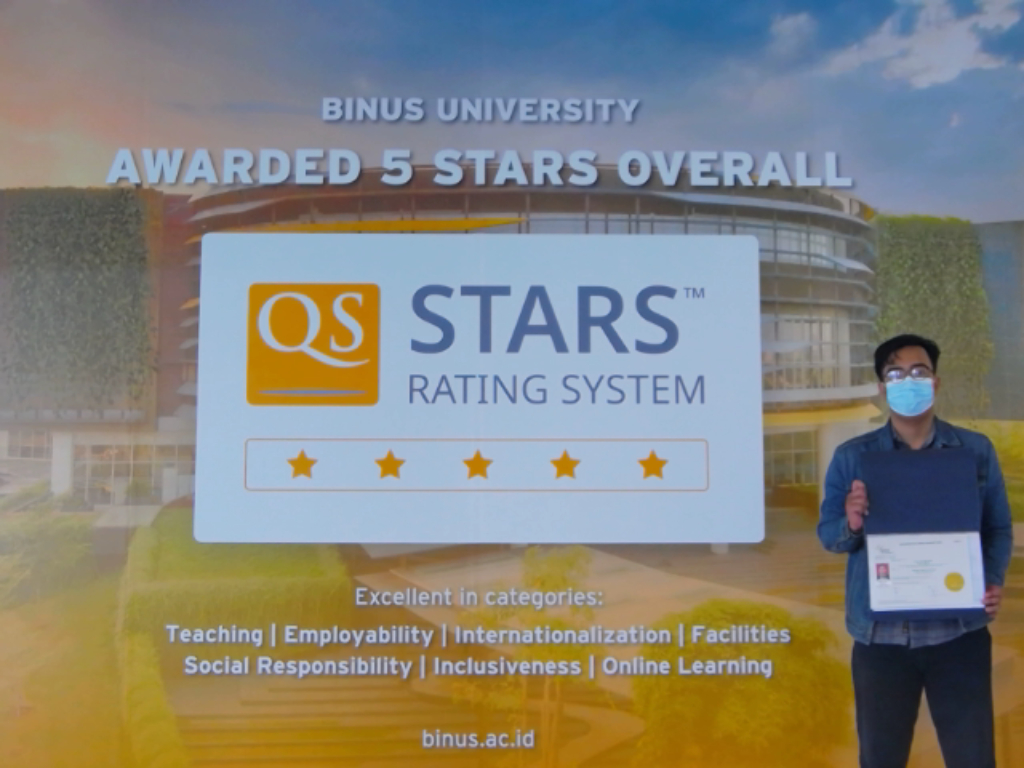 BINUS UNIVERSITY
AWARDED 5 STARS OVERALL
QS
STARS™
RATING SYSTEM
Excellent in categories:
Teaching | Employability | Internationalization | Facilities
Social Responsibility | Inclusiveness | Online Learning
binus.ac.id